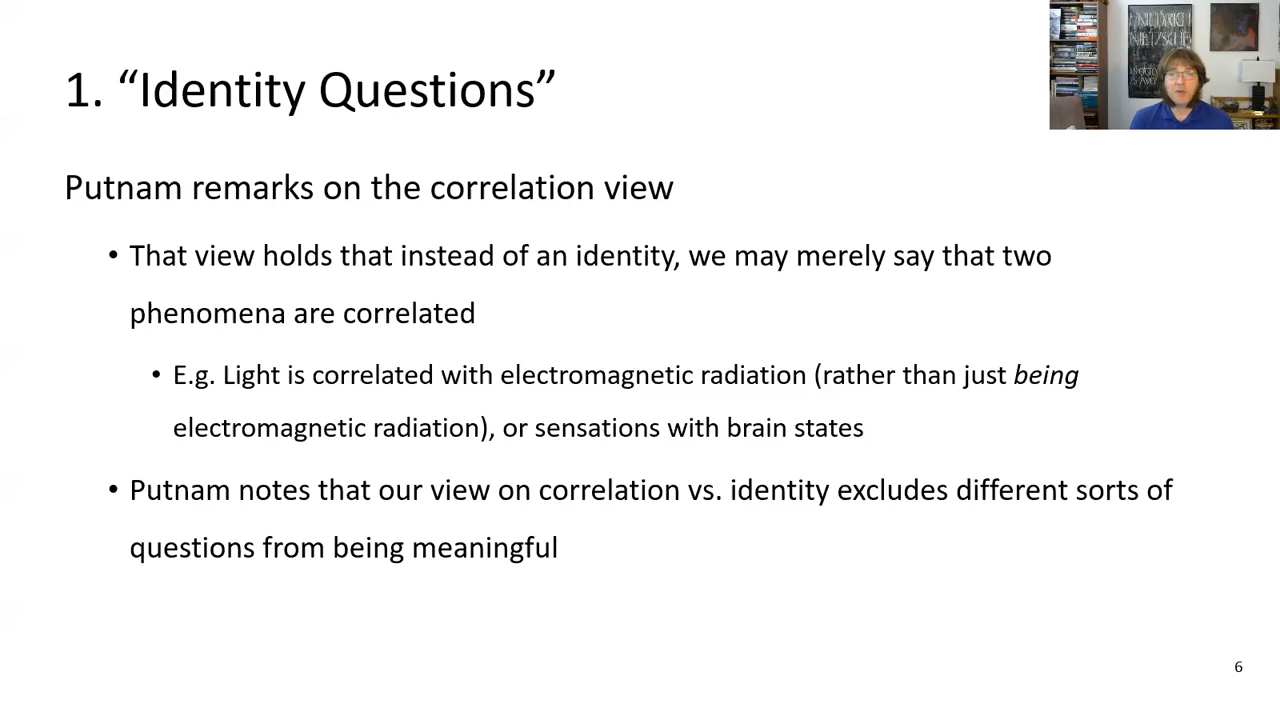 1. “Identity Questions”
Putnam remarks on the correlation view
• That view holds that instead of an identity, we may merely say that two
phenomena are correlated
• E.g. Light is correlated with electromagnetic radiation (rather than just being
electromagnetic radiation), or sensations with brain states
• Putnam notes that our view on correlation vs. identity excludes different sorts of
questions from being meaningful
6
NIETZSCHE